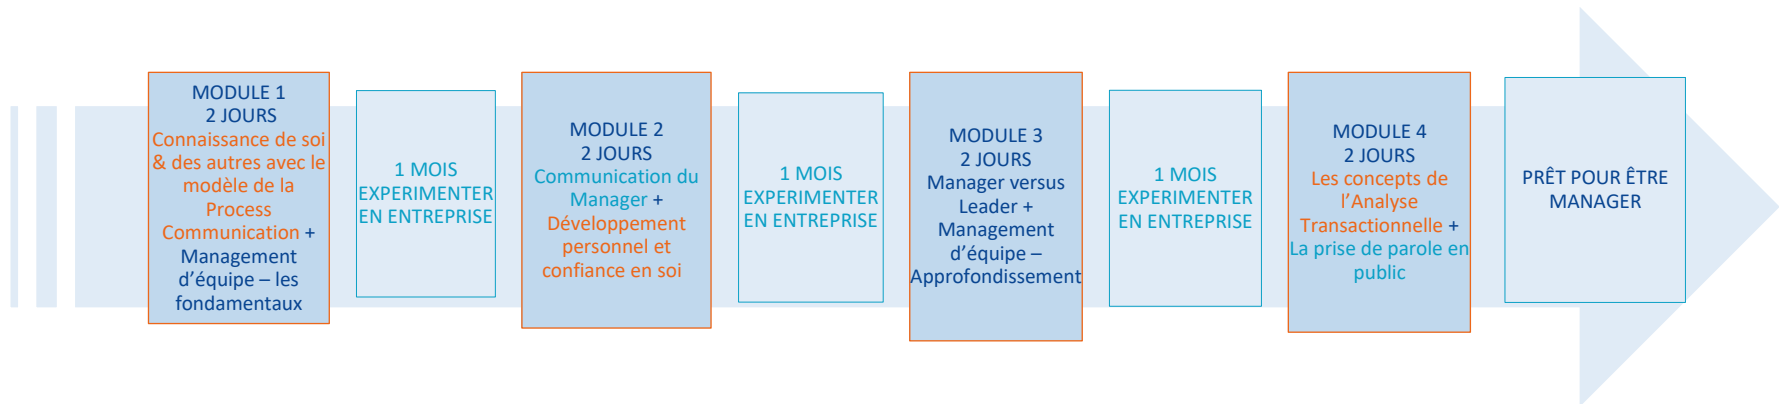 MODULE 1
2 JOURS
Connaissance de soi
& des autres avec le
modèle de la
Process
Communication +
Management
d’équipe – les
fondamentaux
1 MOIS
EXPERIMENTER
EN ENTREPRISE
MODULE 2
2 JOURS
Communication du
Manager +
Développement
personnel et
confiance en soi
1 MOIS
EXPERIMENTER
EN ENTREPRISE
MODULE 3
2 JOURS
Manager versus
Leader +
Management
d’équipe –
Approfondissement
1 MOIS
EXPERIMENTER
EN ENTREPRISE
MODULE 4
2 JOURS
Les concepts de
l’Analyse
Transactionnelle +
La prise de parole en
public
PRÊT POUR ÊTRE
MANAGER